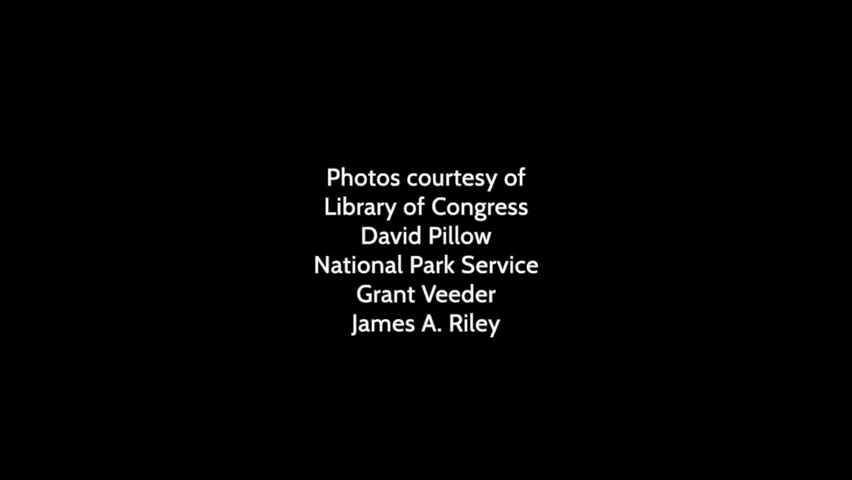 Photos courtesy of
Library of Congress
David Pillow
National Park Service
Grant Veeder
James A. Riley